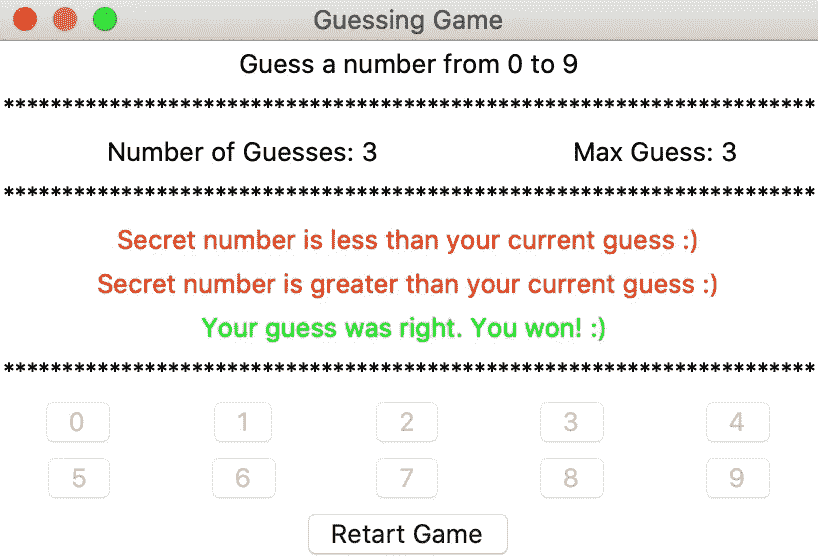 Guessing Game
Guess a number from 0 to 9
*********************************************************************
Number of Guesses: 3 Max Guess: 3
*********************************************************************
Secret number is less than your current guess :)
Secret number is greater than your current guess :)
Your guess was right. You won! :)
*********************************************************************
0 1 2 3 4
5 6 7 8 9
Retart Game